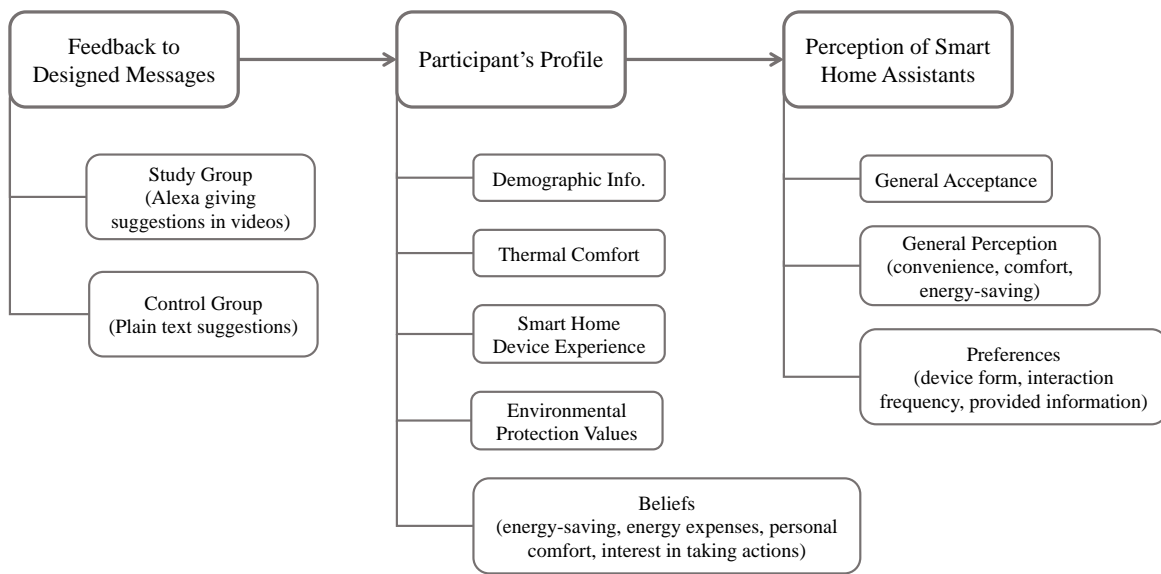 Feedback to
Designed Messages
Study Group
(Alexa giving
suggestions in videos)
Control Group
(Plain text suggestions)
Participant’s Profile
Demographic Info.
Thermal Comfort
Smart Home
Device Experience
Environmental
Protection Values
Beliefs
(energy-saving, energy expenses, personal
comfort, interest in taking actions)
Perception of Smart
Home Assistants
General Acceptance
General Perception
(convenience, comfort,
energy-saving)
Preferences
(device form, interaction
frequency, provided information)